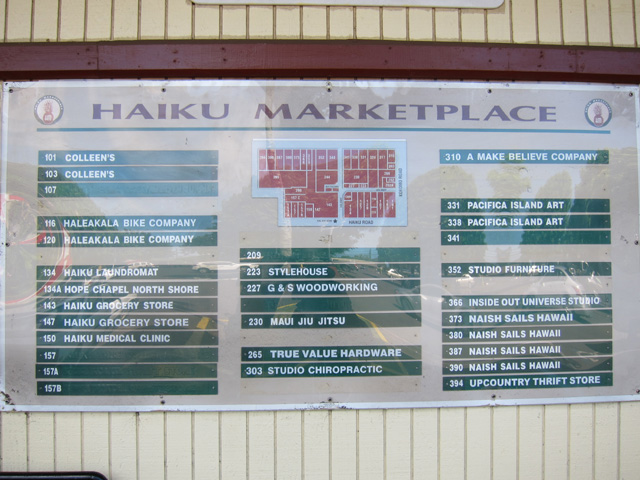 HAIKU MARKETPLACE
101 COLLEEN'S
103 COLLEEN'S
107
116 HALEAKALA BIKE COMPANY
120 HALEAKALA BIKE COMPANY
134 HAIKU LAUNDROMAT
134A HOPE CHAPEL NORTH SHORE
143 HAIKU GROCERY STORE
147 HAIKU GROCERY STORE
150 HAIKU MEDICAL CLINIC
157
157A
157B
HAIKU ROAD
209
223 STYLEHOUSE
227 G & S WOODWORKING
230 MAUI JIU JITSU
265 TRUE VALUE HARDWARE
303 STUDIO CHIROPRACTIC
310 A MAKE BELIEVE COMPANY
331 PACIFICA ISLAND ART
338 PACIFICA ISLAND ART
341
352 STUDIO FURNITURE
366 INSIDE OUT UNIVERSE STUDIO
373 NAISH SAILS HAWAII
380 NAISH SAILS HAWAII
387 NAISH SAILS HAWAII
390 NAISH SAILS HAWAII
394 UPCOUNTRY THRIFT STORE